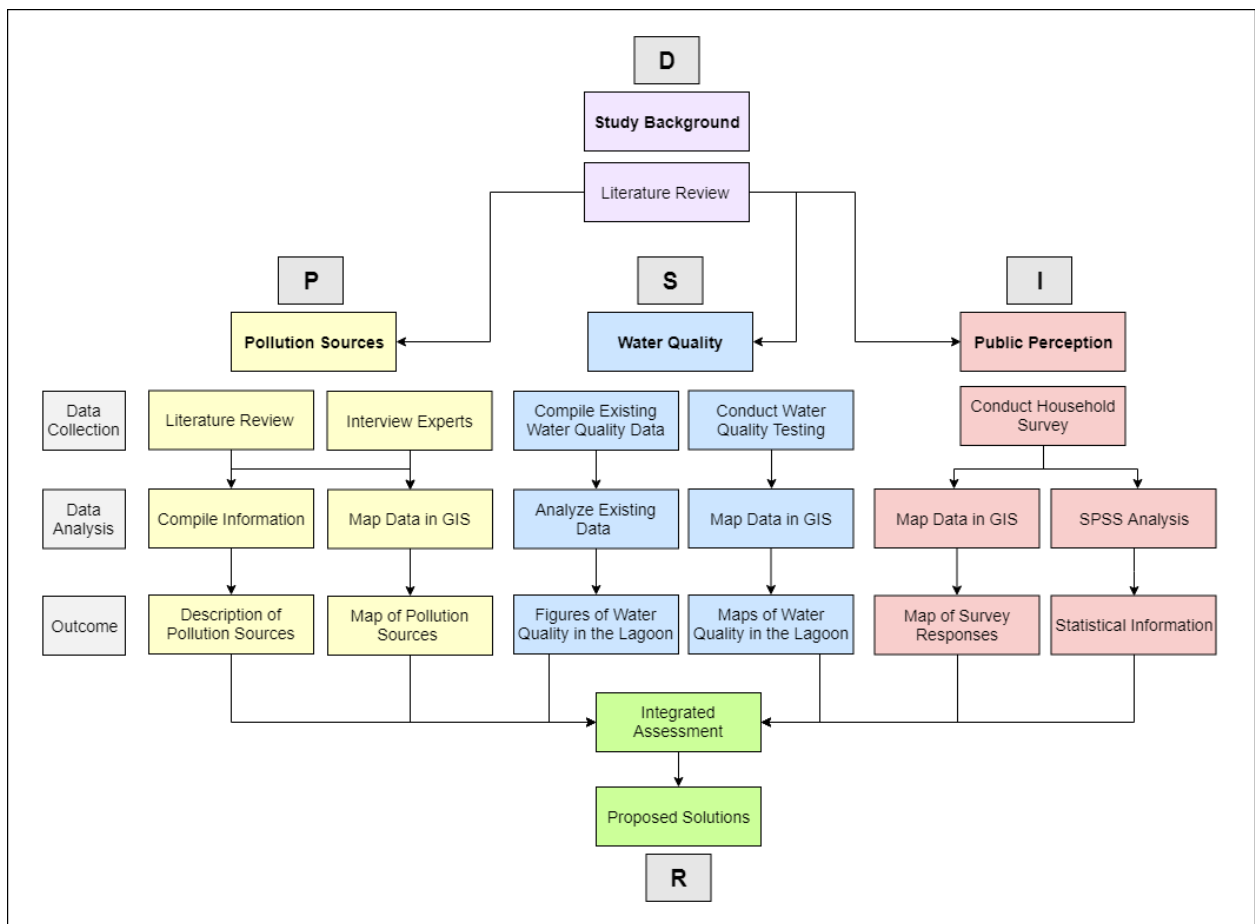 D
Study Background
Literature Review
P
S
I
Pollution Sources
Water Quality
Public Perception
Data
Collection
Literature Review
Interview Experts
Compile Existing
Water Quality Data
Conduct Water
Quality Testing
Conduct Household
Survey
Data
Analysis
Compile Information
Map Data in GIS
Analyze Existing
Data
Map Data in GIS
Map Data in GIS
SPSS Analysis
Outcome
Description of
Pollution Sources
Map of Pollution
Sources
Figures of Water
Quality in the Lagoon
Maps of Water
Quality in the Lagoon
Map of Survey
Responses
Statistical Information
Integrated
Assessment
Proposed Solutions
R